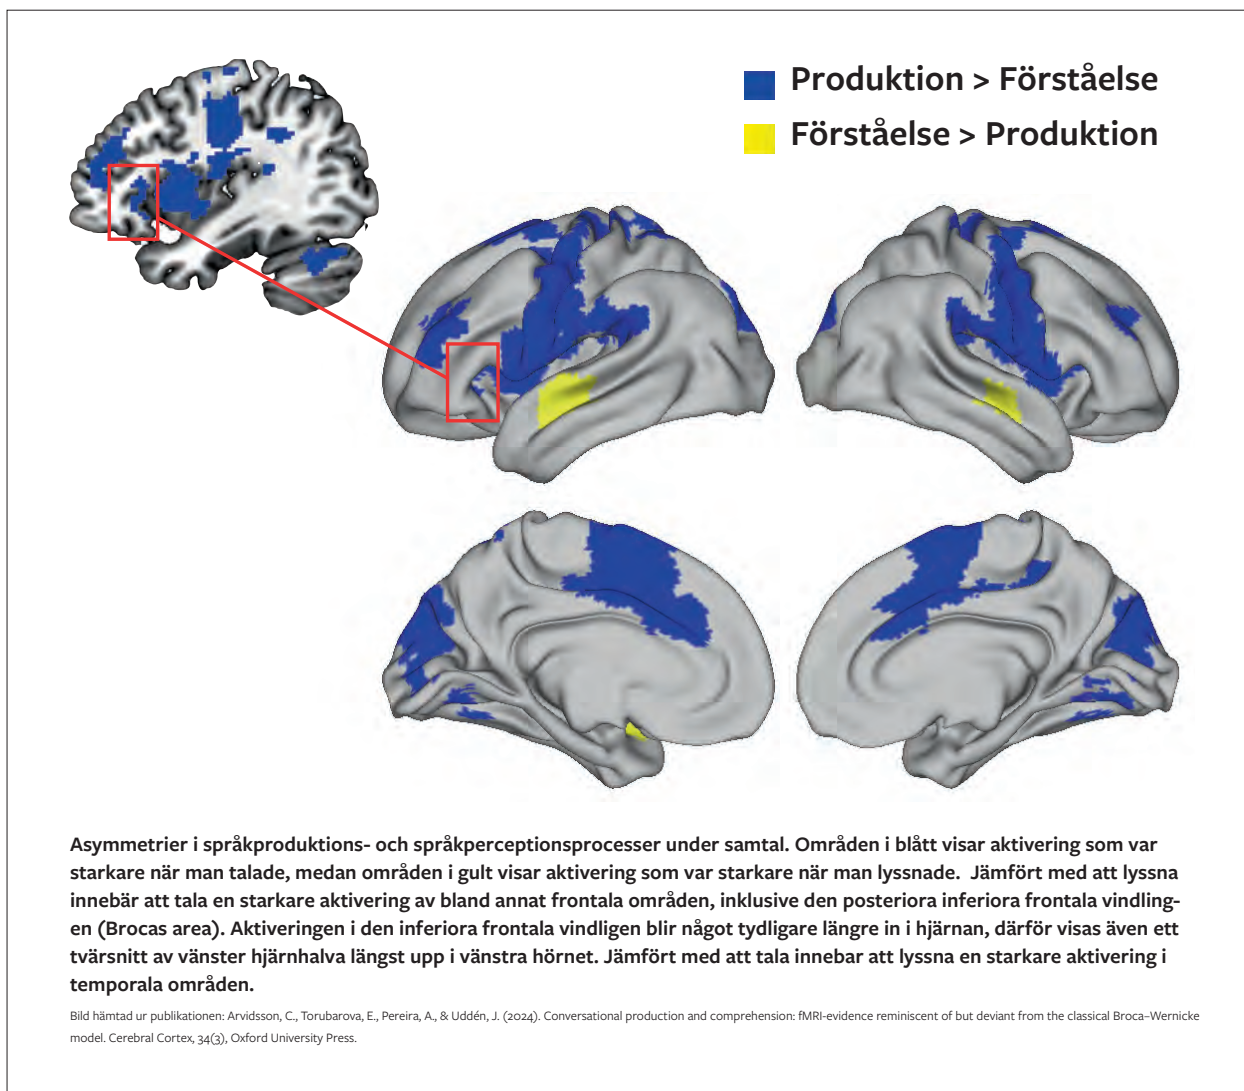 Produktion > Förståelse
Förståelse > Produktion
Asymmetrier i språkproduktions- och språkperceptionsprocesser under samtal. Områden i blått visar aktivering som var
starkare när man talade, medan områden i gult visar aktivering som var starkare när man lyssnade.  Jämfört med att lyssna
innebär att tala en starkare aktivering av bland annat frontala områden, inklusive den posteriora inferiora frontala vindling-
en (Brocas area). Aktiveringen i den inferiora frontala vindligen blir något tydligare längre in i hjärnan, därför visas även ett
tvärsnitt av vänster hjärnhalva längst upp i vänstra hörnet. Jämfört med att tala innebar att lyssna en starkare aktivering i
temporala områden.
Bild hämtad ur publikationen: Arvidsson, C., Torubarova, E., Pereira, A., & Uddén, J. (2024). Conversational production and comprehension: fMRI-evidence reminiscent of but deviant from the classical Broca–Wernicke
model. Cerebral Cortex, 34(3), Oxford University Press.